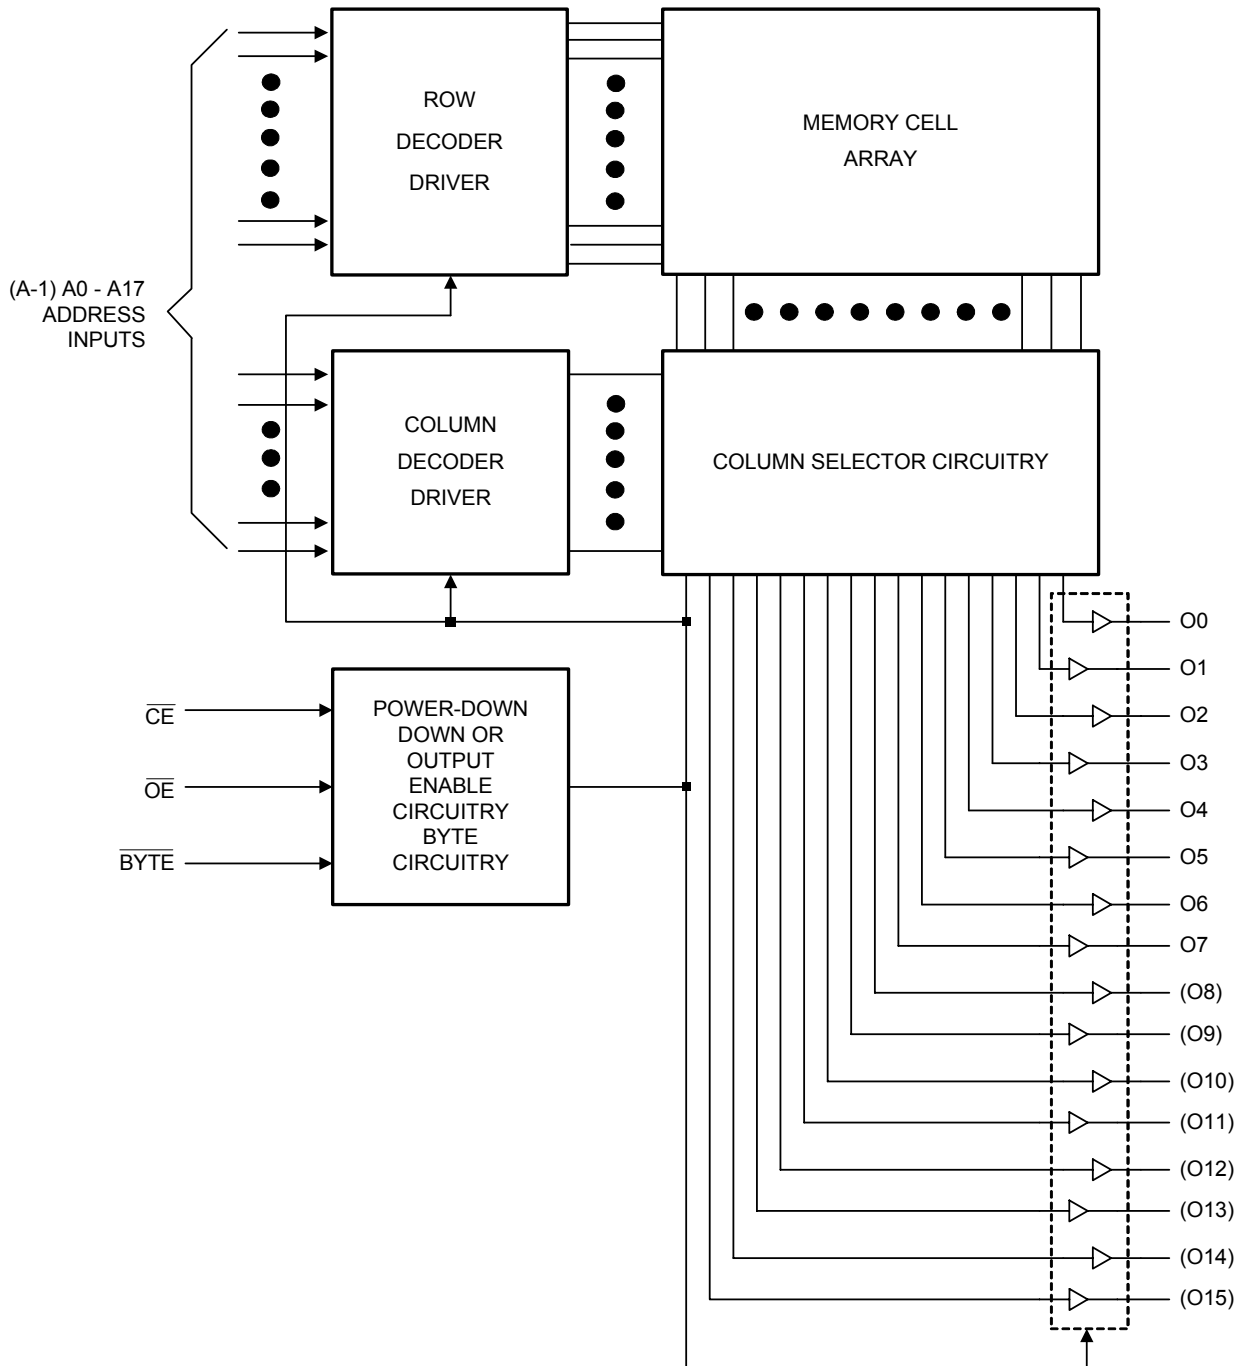 ROW
DECODER
DRIVER
MEMORY CELL
ARRAY
(A-1) A0 - A17
ADDRESS
INPUTS
COLUMN
DECODER
DRIVER
COLUMN SELECTOR CIRCUITRY
CE
OE
BYTE
POWER-DOWN
DOWN OR
OUTPUT
ENABLE
CIRCUITRY
BYTE
CIRCUITRY
O0
O1
O2
O3
O4
O5
O6
O7
(O8)
(O9)
(O10)
(O11)
(O12)
(O13)
(O14)
(O15)